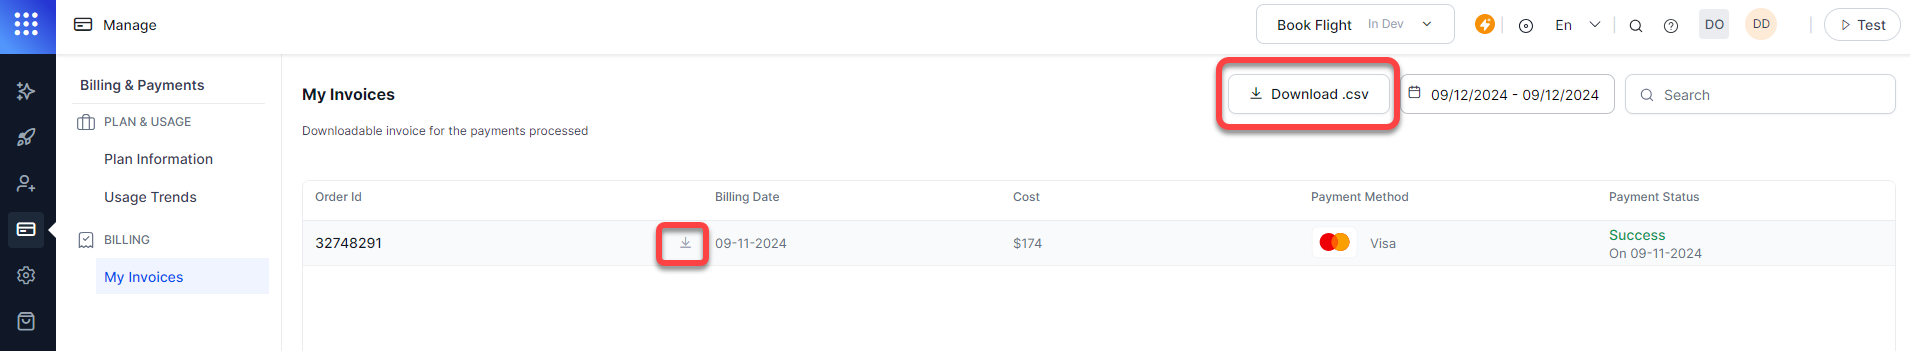 Manage
Book Flight In Dev
En
DO
DD
Test
Billing & Payments
PLAN & USAGE
Plan Information
Usage Trends
BILLING
My Invoices
My Invoices
Download .csv
09/12/2024 - 09/12/2024
Search
Downloadable invoice for the payments processed
Order Id Billing Date Cost Payment Method Payment Status
32748291 09-11-2024 $174 Visa Success
On 09-11-2024